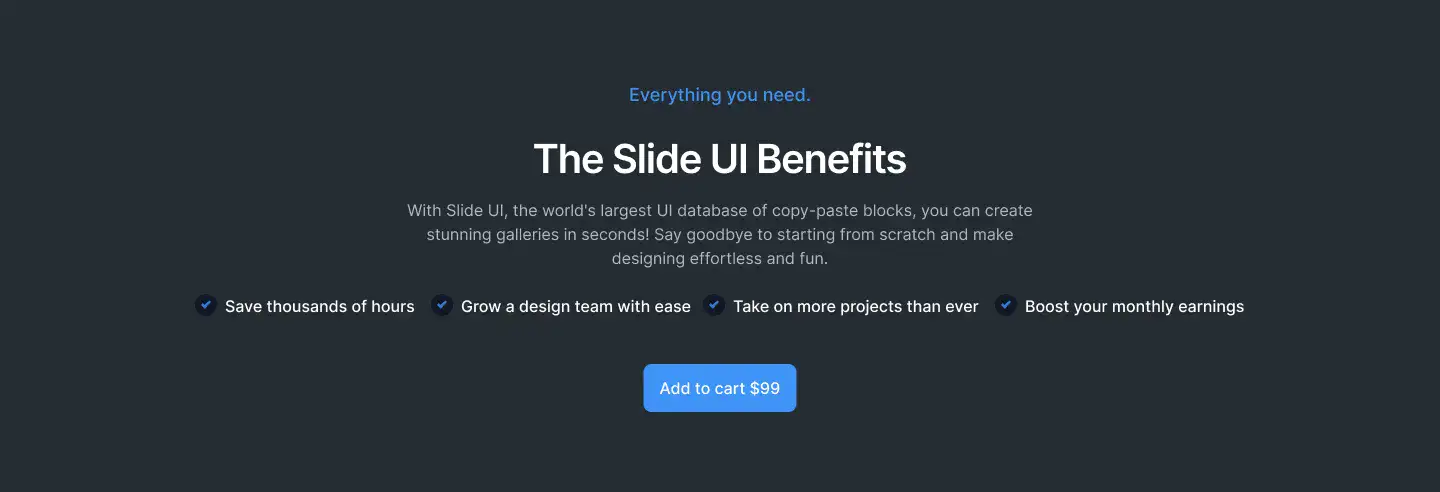 Everything you need.
The Slide UI Benefits
With Slide UI, the world's largest UI database of copy-paste blocks, you can create
stunning galleries in seconds! Say goodbye to starting from scratch and make
designing effortless and fun.
Save thousands of hours Grow a design team with ease Take on more projects than ever Boost your monthly earnings
Add to cart $99